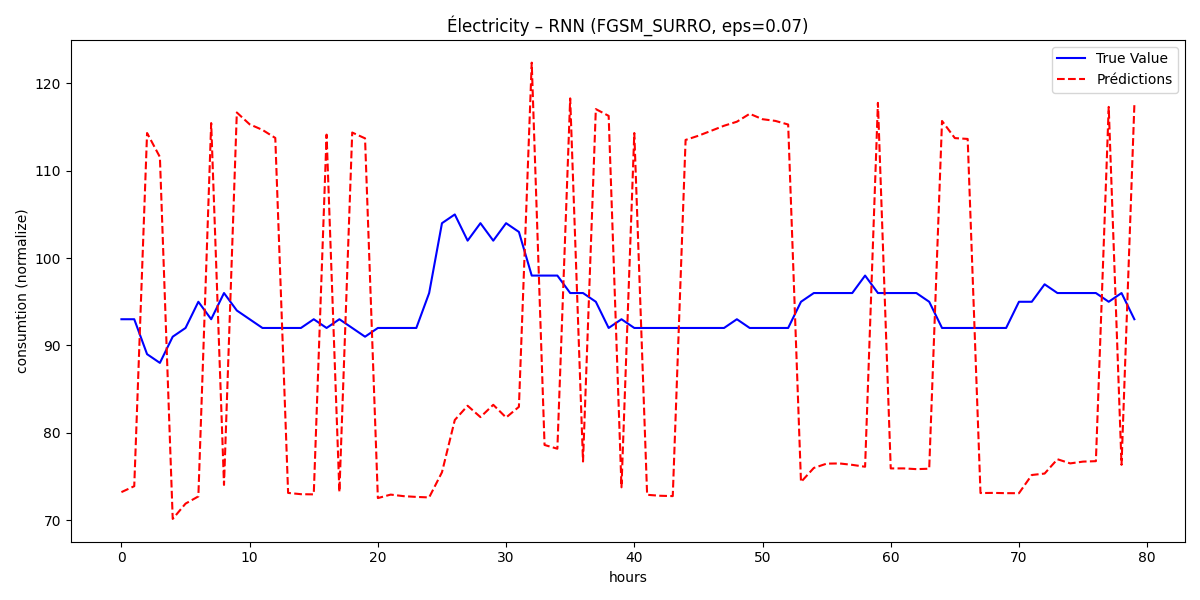 Électricity – RNN (FGSM_SURRO, eps=0.07)
True Value
Prédictions
consumtion (normalize)
120
110
100
90
80
70
0 10 20 30 40 50 60 70 80
hours